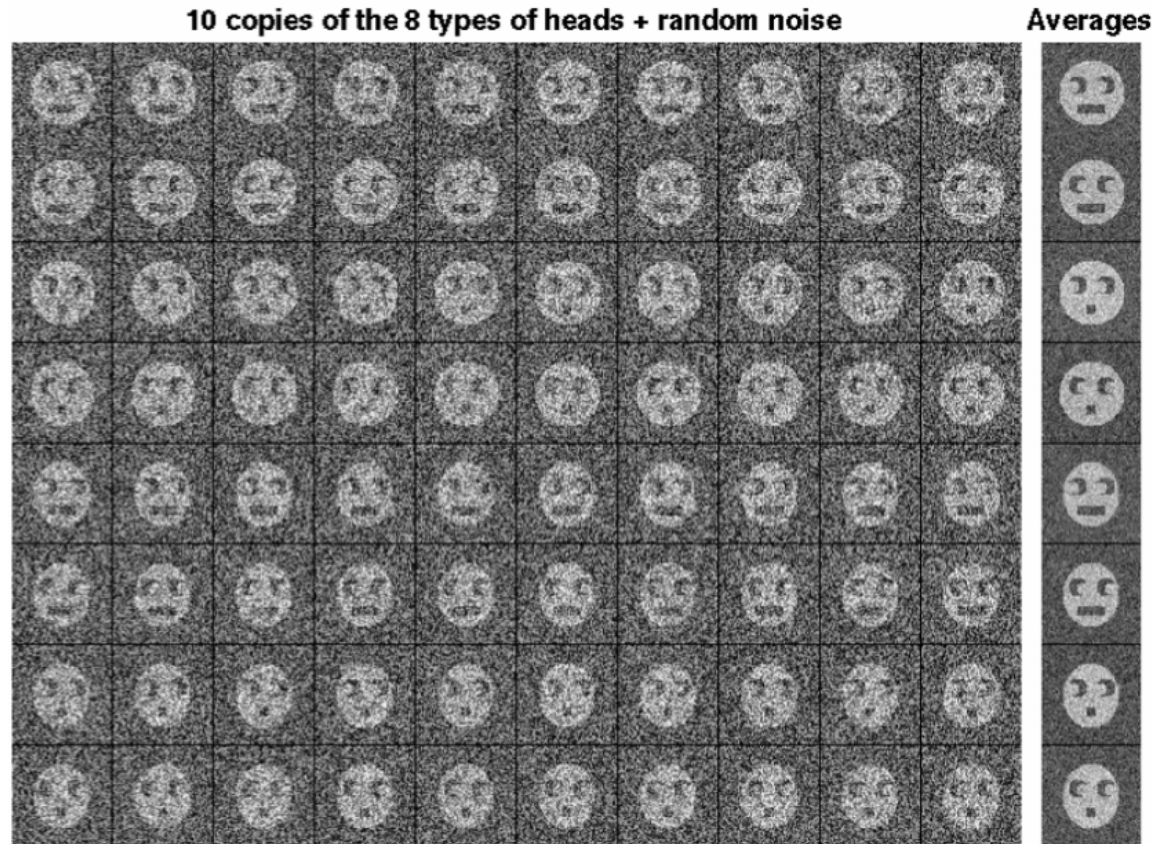 10 copies of the 8 types of heads + random noise
Averages